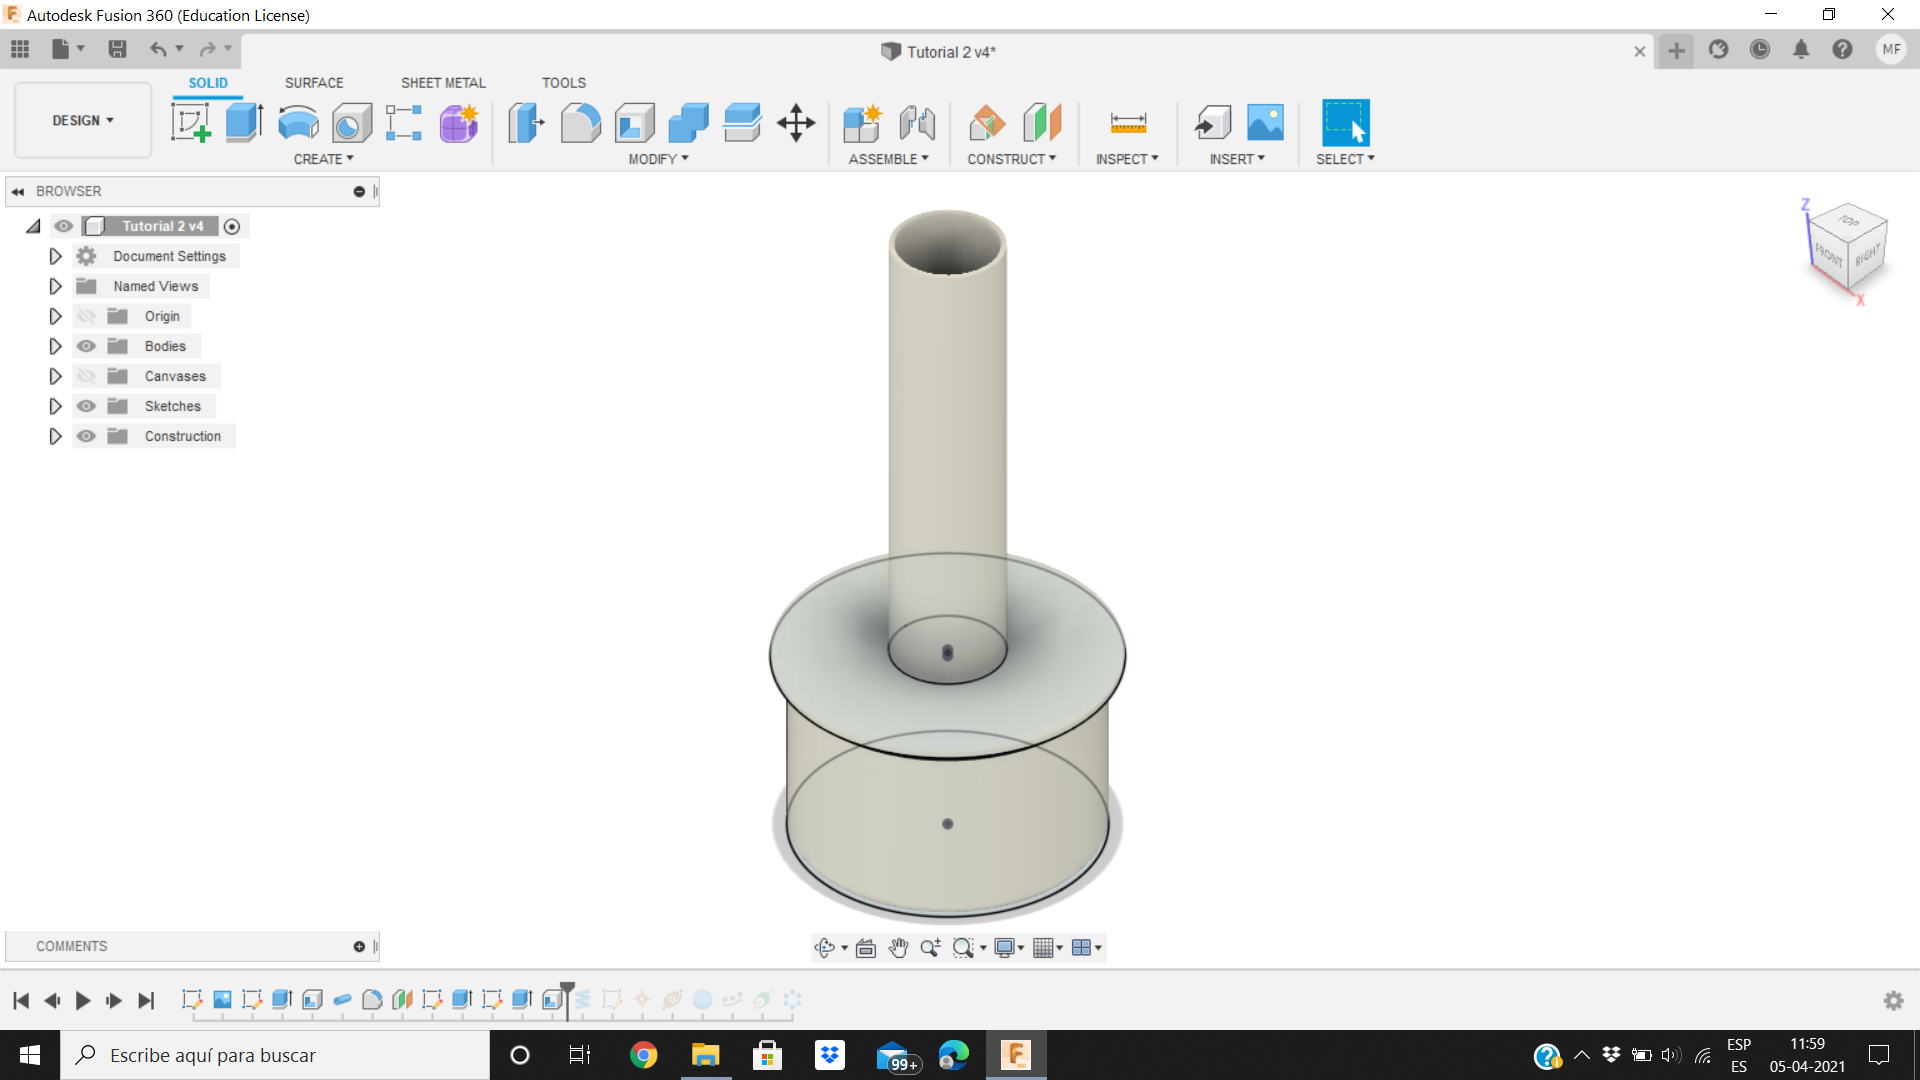 Autodesk Fusion 360 (Education License)
Tutorial 2 v4*
MF
SOLID SURFACE SHEET METAL TOOLS
DESIGN
CREATE MODIFY ASSEMBLE CONSTRUCT INSPECT INSERT SELECT
BROWSER
Tutorial 2 v4
Document Settings
Named Views
Origin
Bodies
Canvases
Sketches
Construction
Z
TOP
FRONT RIGHT
X
COMMENTS
Escribe aquí para buscar
99+
F
360
ESP
ES
11:59
05-04-2021